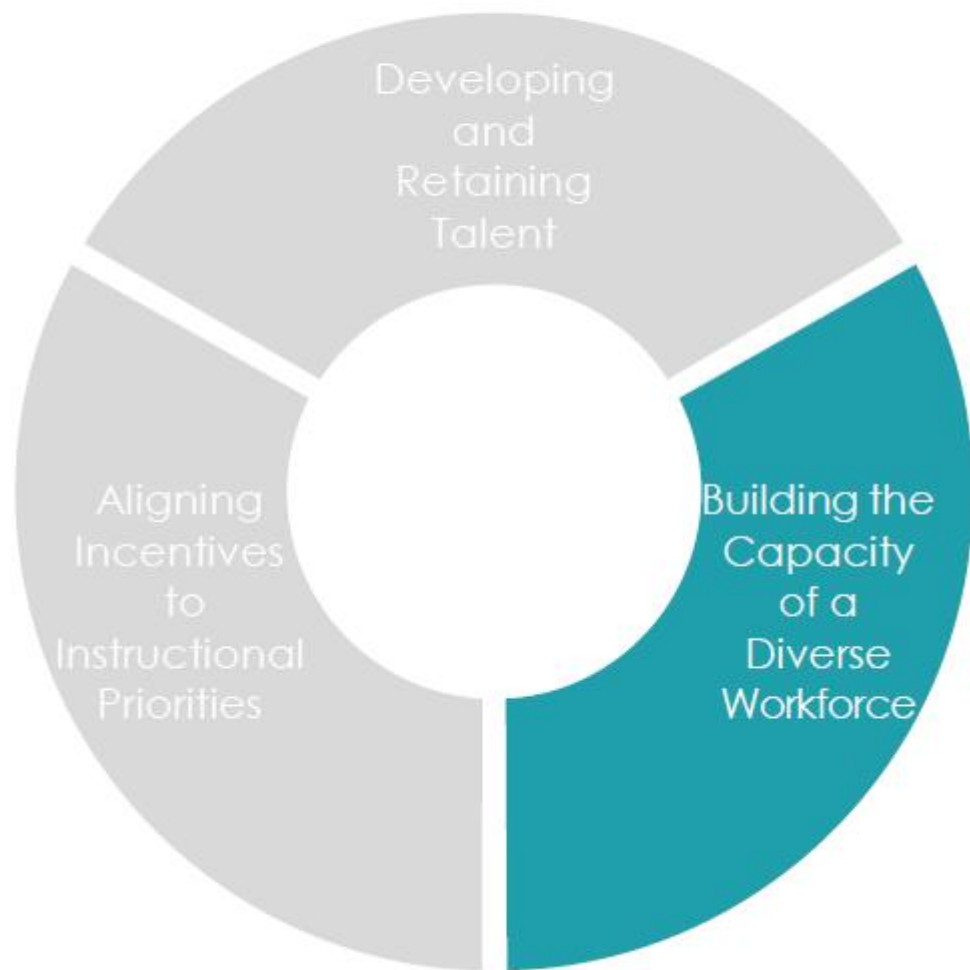 Developing
and
Retaining
Talent
Building the
Capacity
of a
Diverse
Workforce
Aligning
Incentives
to
Instructional
Priorities